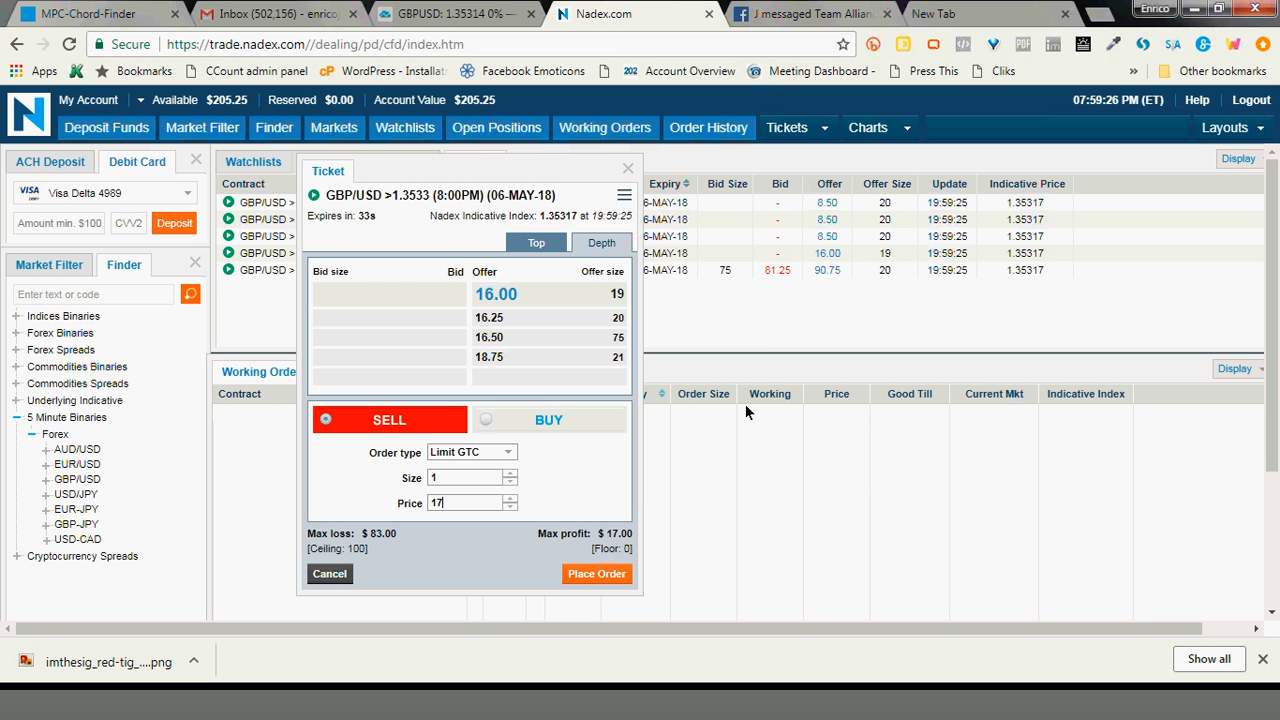 MPC-Chord-Finder
Inbox (502,156) - enrico
GBPUSD: 1.35314 0% —
Nadex.com
J messaged Team Allian
New Tab
Enrico
Secure
https://trade.nadex.com//dealing/pd/cfd/index.htm
Apps
Bookmarks
CCount admin panel
WordPress - Installat
Facebook Emoticons
202 Account Overview
Meeting Dashboard -
Press This
Cliks
» Other bookmarks
My Account
Available $205.25
Reserved $0.00
Account Value $205.25
07:59:26 PM (ET)
Help
Logout
N
Deposit Funds
Market Filter
Finder
Markets
Watchlists
Open Positions
Working Orders
Order History
Tickets
Charts
Layouts
ACH Deposit
Debit Card
VISA DEBIT
Visa Delta 4989
Amount min. $100
CVV2
Deposit
Market Filter
Finder
Enter text or code
Indices Binaries
Forex Binaries
Forex Spreads
Commodities Binaries
Commodities Spreads
Underlying Indicative
5 Minute Binaries
Forex
AUD/USD
EUR/USD
GBP/USD
USD/JPY
EUR-JPY
GBP-JPY
USD-CAD
Cryptocurrency Spreads
Watchlists
Display
Contract
Expiry
Bid Size
Bid
Offer
Offer Size
Update
Indicative Price
GBP/USD > 6-MAY-18 - 8.50 20 19:59:25 1.35317
GBP/USD > 6-MAY-18 - 8.50 20 19:59:25 1.35317
GBP/USD > 6-MAY-18 - 8.50 20 19:59:25 1.35317
GBP/USD > 6-MAY-18 - 16.00 19 19:59:25 1.35317
GBP/USD > 6-MAY-18 75 81.25 90.75 20 19:59:25 1.35317
Ticket
GBP/USD >1.3533 (8:00PM) (06-MAY-18)
Expires in: 33s
Nadex Indicative Index: 1.35317 at 19:59:25
Top
Depth
Bid size
Bid
Offer
Offer size
16.00 19
16.25 20
16.50 75
18.75 21
SELL
BUY
Order type Limit GTC
Size 1
Price 17
Max loss: $ 83.00
Max profit: $ 17.00
[Ceiling: 100]
[Floor: 0]
Cancel
Place Order
Working Orde
Display
Contract
Order Size
Working
Price
Good Till
Current Mkt
Indicative Index
imthesig_red-tig_....png
Show all